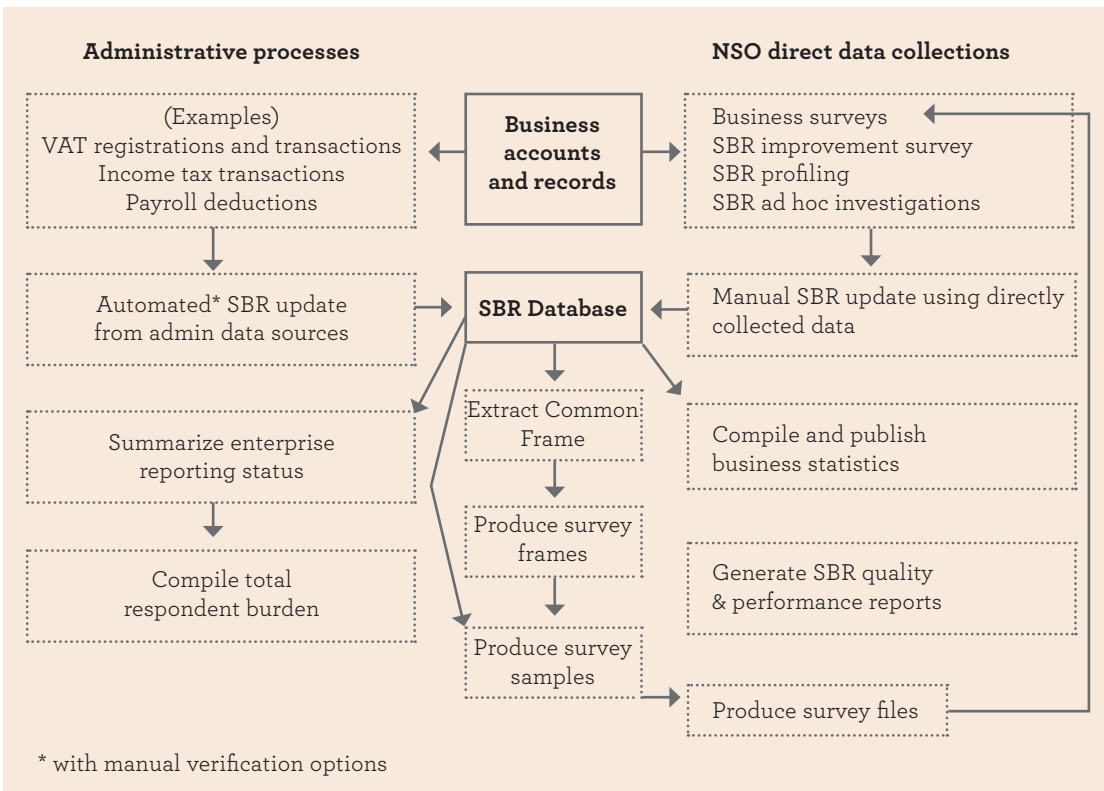 Administrative processes
NSO direct data collections
(Examples)
VAT registrations and transactions
Income tax transactions
Payroll deductions
Business
accounts
and records
Business surveys
SBR improvement survey
SBR profiling
SBR ad hoc investigations
Automated* SBR update
from admin data sources
SBR Database
Manual SBR update using directly
collected data
Summarize enterprise
reporting status
Extract Common
Frame
Compile and publish
business statistics
Compile total
respondent burden
Produce survey
frames
Generate SBR quality
& performance reports
Produce survey
samples
Produce survey files
* with manual verification options